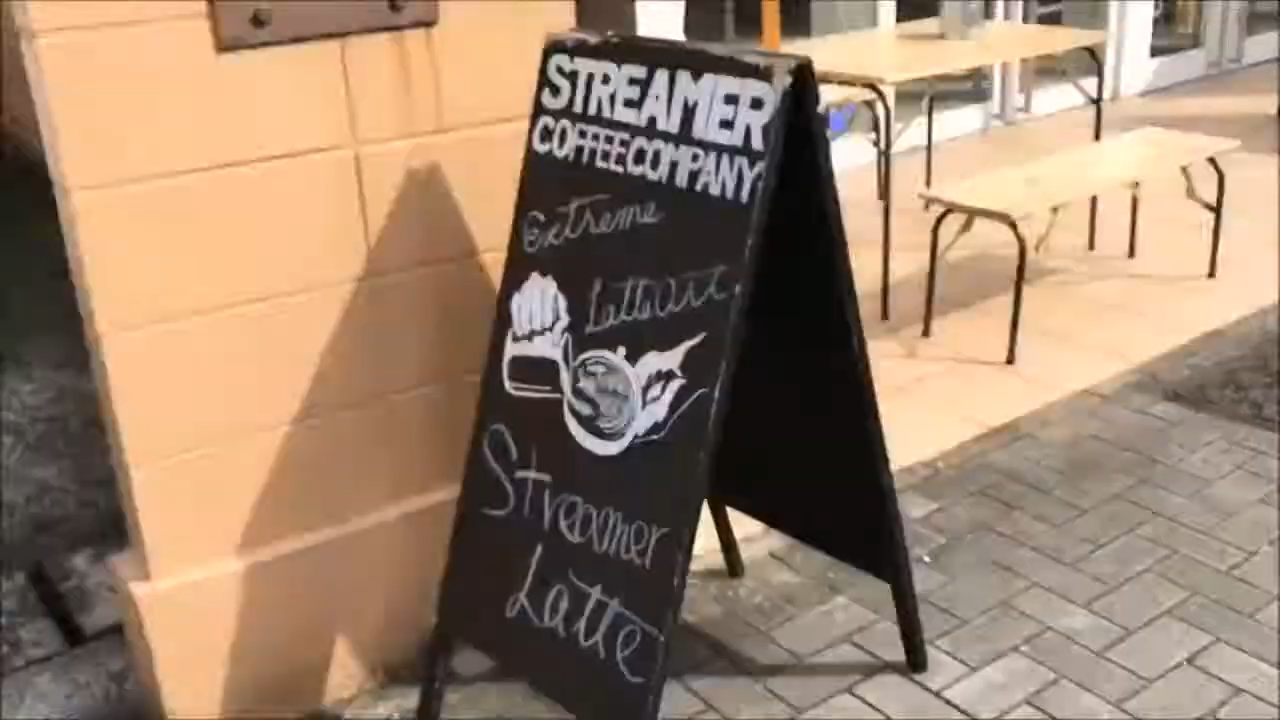 STREAMER
COFFEE COMPANY
Extreme
Latte Art.
Streamer
Latte